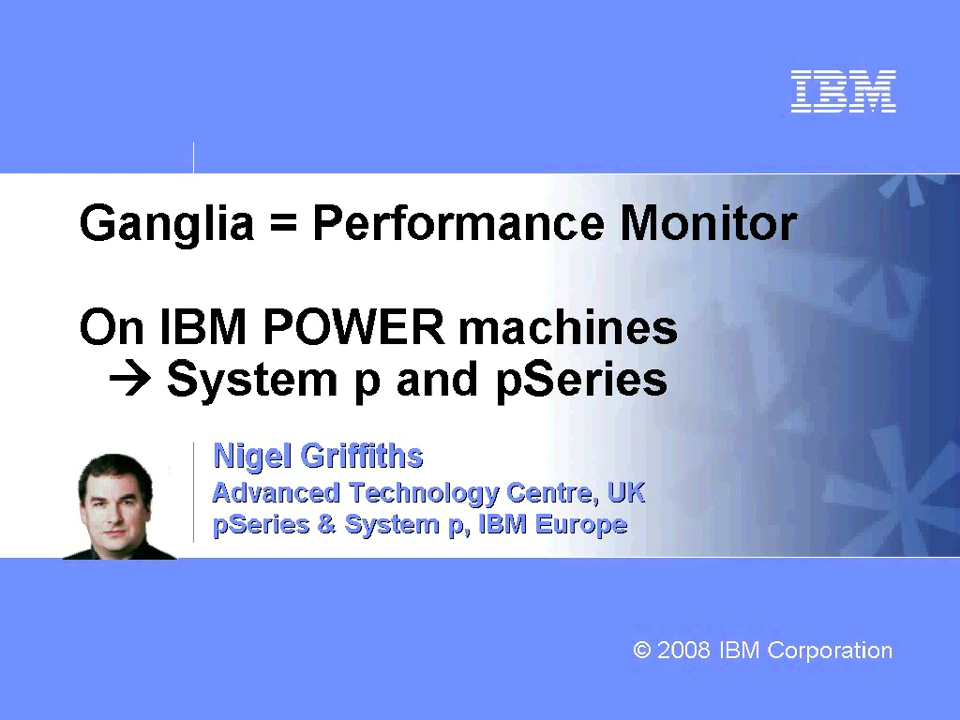 IBM
Ganglia = Performance Monitor
On IBM POWER machines
→ System p and pSeries
Nigel Griffiths
Advanced Technology Centre, UK
pSeries & System p, IBM Europe
© 2008 IBM Corporation